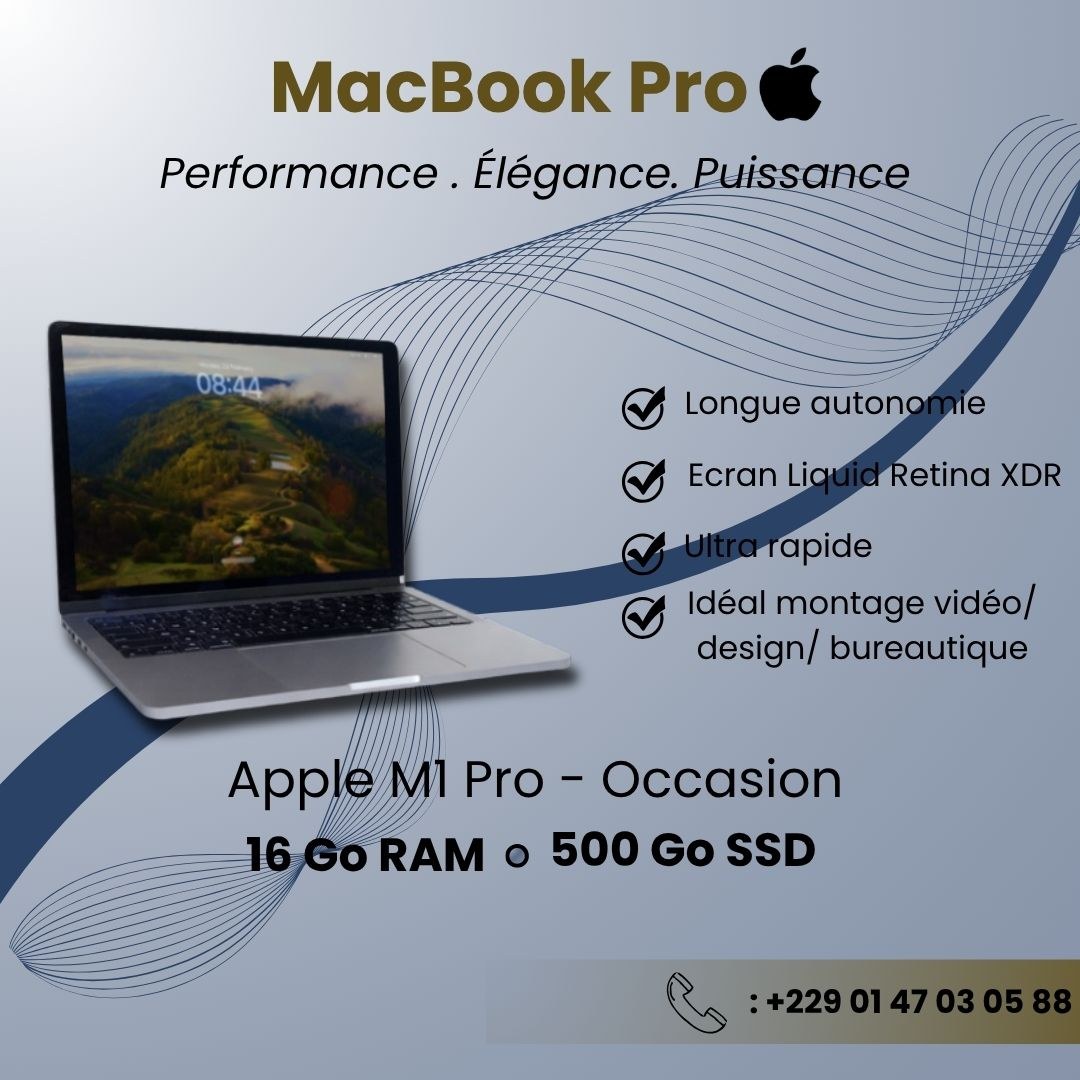 MacBook Pro
Performance . Élégance. Puissance
08:44
Longue autonomie
Ecran Liquid Retina XDR
Ultra rapide
Idéal montage vidéo/
design/ bureautique
Apple M1 Pro - Occasion
16 Go RAM
500 Go SSD
: +229 01 47 03 05 88